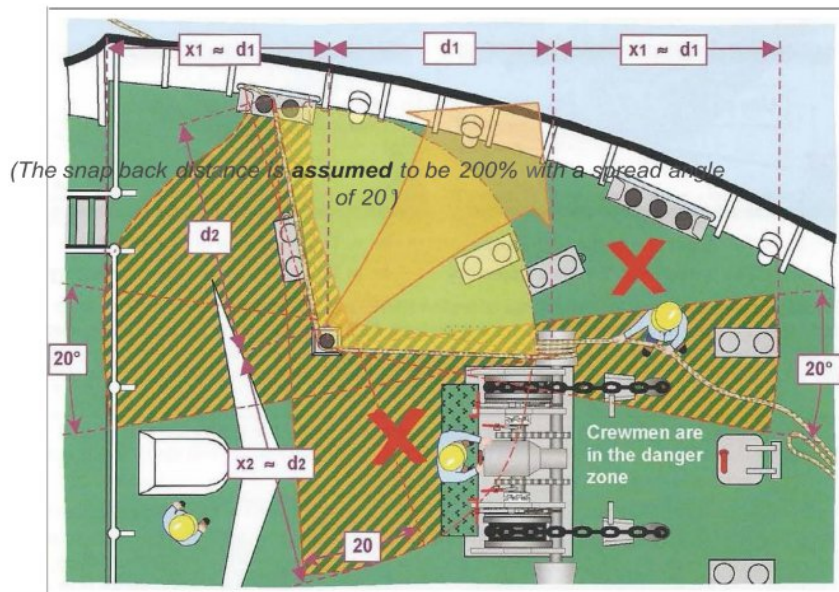 x1 ≈ d1
d1
x1 ≈ d1
(The snap back distance is assumed to be 200% with a spread angle
of 20°)
d2
20°
20°
x2 ≈ d2
Crewmen are
in the danger
zone
20